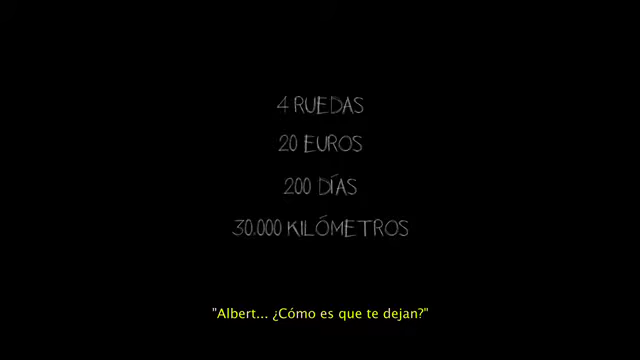 4 RUEDAS
20 EUROS
200 DÍAS
30.000 KILÓMETROS
"Albert... ¿Cómo es que te dejan?"